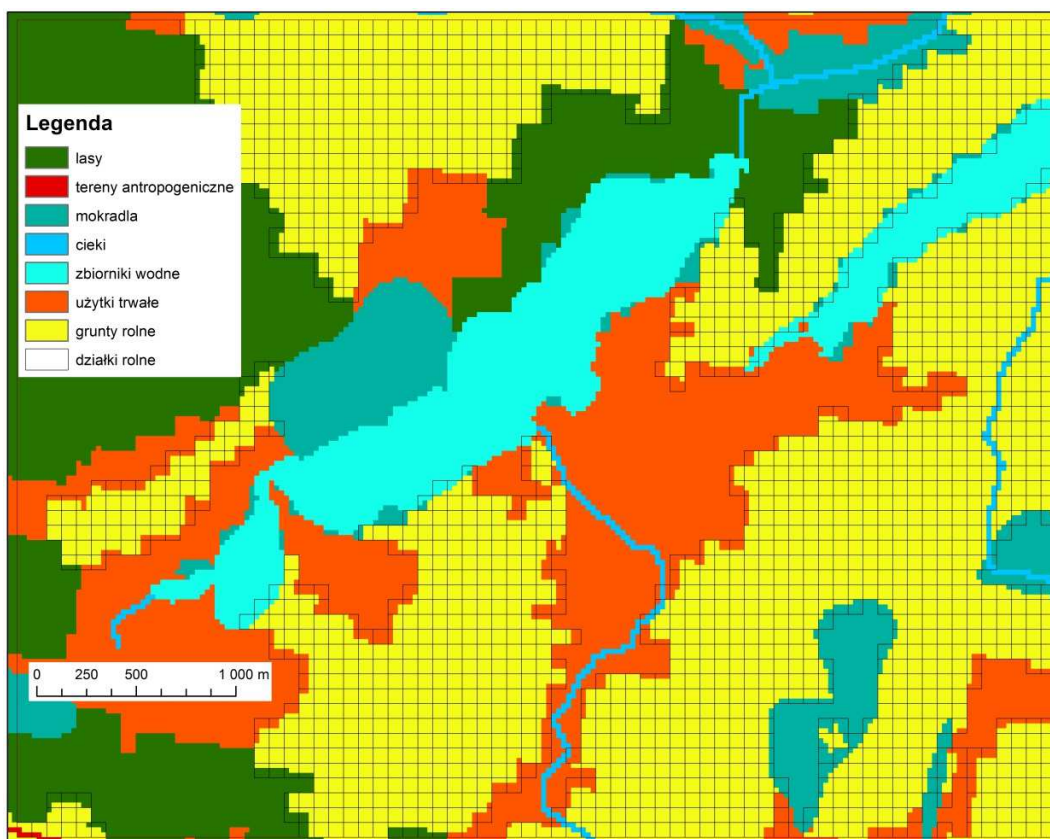 Legenda
lasy
tereny antropogeniczne
mokradla
cieki
zbiorniki wodne
użytki trwałe
grunty rolne
działki rolne
0 250 500 1 000 m